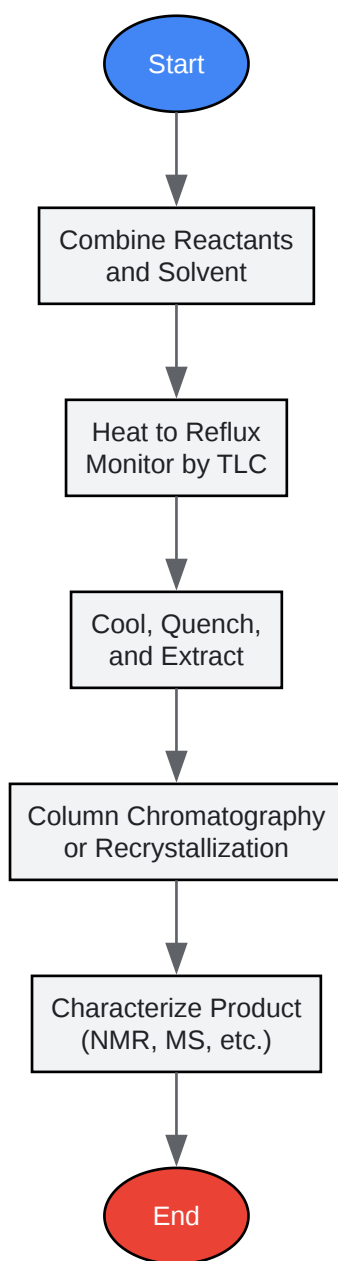 Start
Combine Reactants
and Solvent
Heat to Reflux
Monitor by TLC
Cool, Quench,
and Extract
Column Chromatography
or Recrystallization
Characterize Product
(NMR, MS, etc.)
End